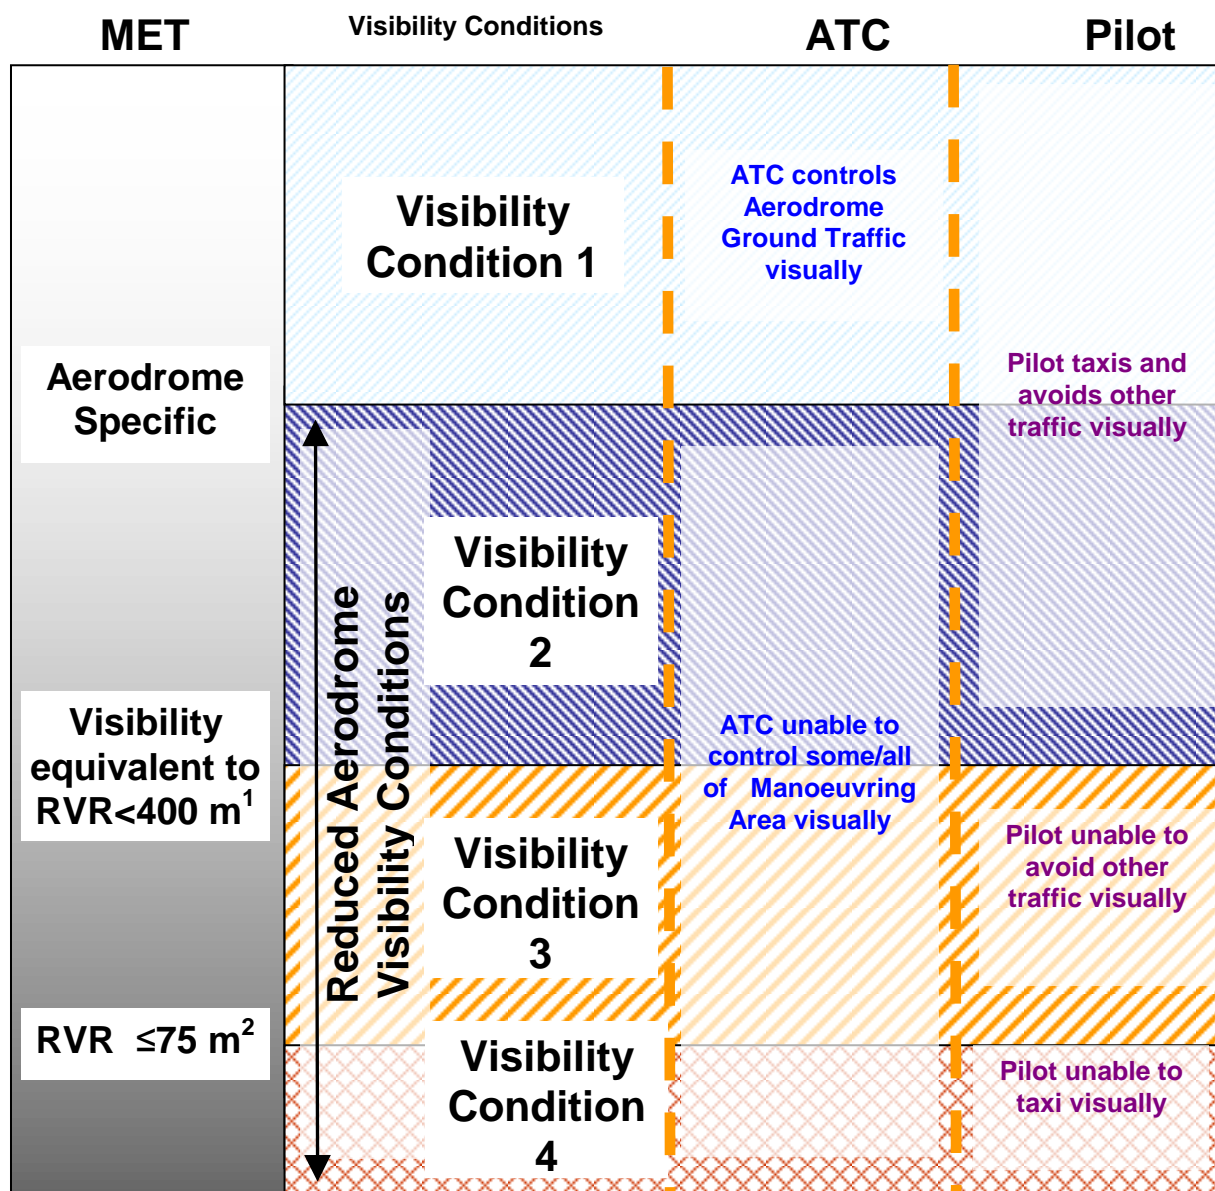 MET
Visibility Conditions
ATC
Pilot
Visibility
Condition 1
ATC controls
Aerodrome
Ground Traffic
visually
Aerodrome
Specific
Pilot taxis and
avoids other
traffic visually
Reduced Aerodrome
Visibility Conditions
Visibility
Condition
2
Visibility
equivalent to
RVR<400 m¹
ATC unable to
control some/all
of Manoeuvring
Area visually
Visibility
Condition
3
Pilot unable to
avoid other
traffic visually
RVR ≤75 m²
Visibility
Condition
4
Pilot unable to
taxi visually